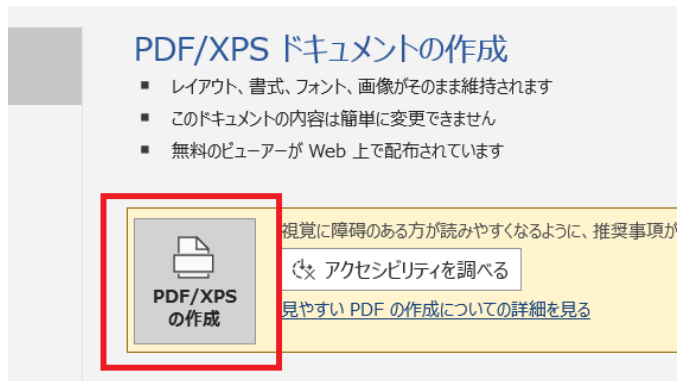 PDF/XPS ドキュメントの作成
■ レイアウト、書式、フォント、画像がそのまま維持されます
■ このドキュメントの内容は簡単に変更できません
■ 無料のビューアーが Web 上で配布されています
視覚に障碍のある方が読みやすくなるように、推奨事項が
アクセシビリティを調べる
見やすい PDF の作成についての詳細を見る
PDF/XPS
の作成